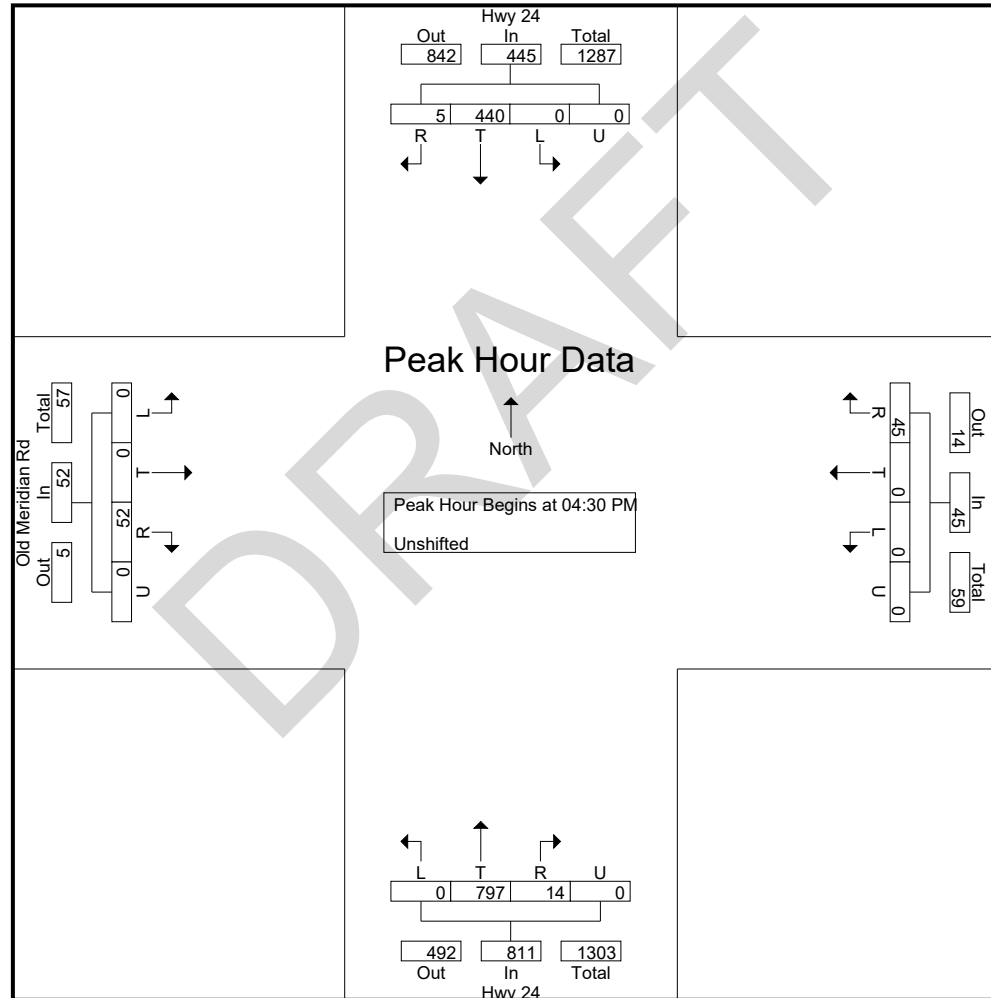 Hwy 24
Out In Total
842 445 1287
5 440 0 0
R T L U
Peak Hour Data
North
Peak Hour Begins at 04:30 PM
Unshifted
Old Meridian Rd
Total In Out
57 52 5
0 0 52 0
L T R U
R T L U
45 0 0 0
Out In Total
14 45 59
L T R U
0 797 14 0
492 811 1303
Out In Total
Hwy 24
DRAFT